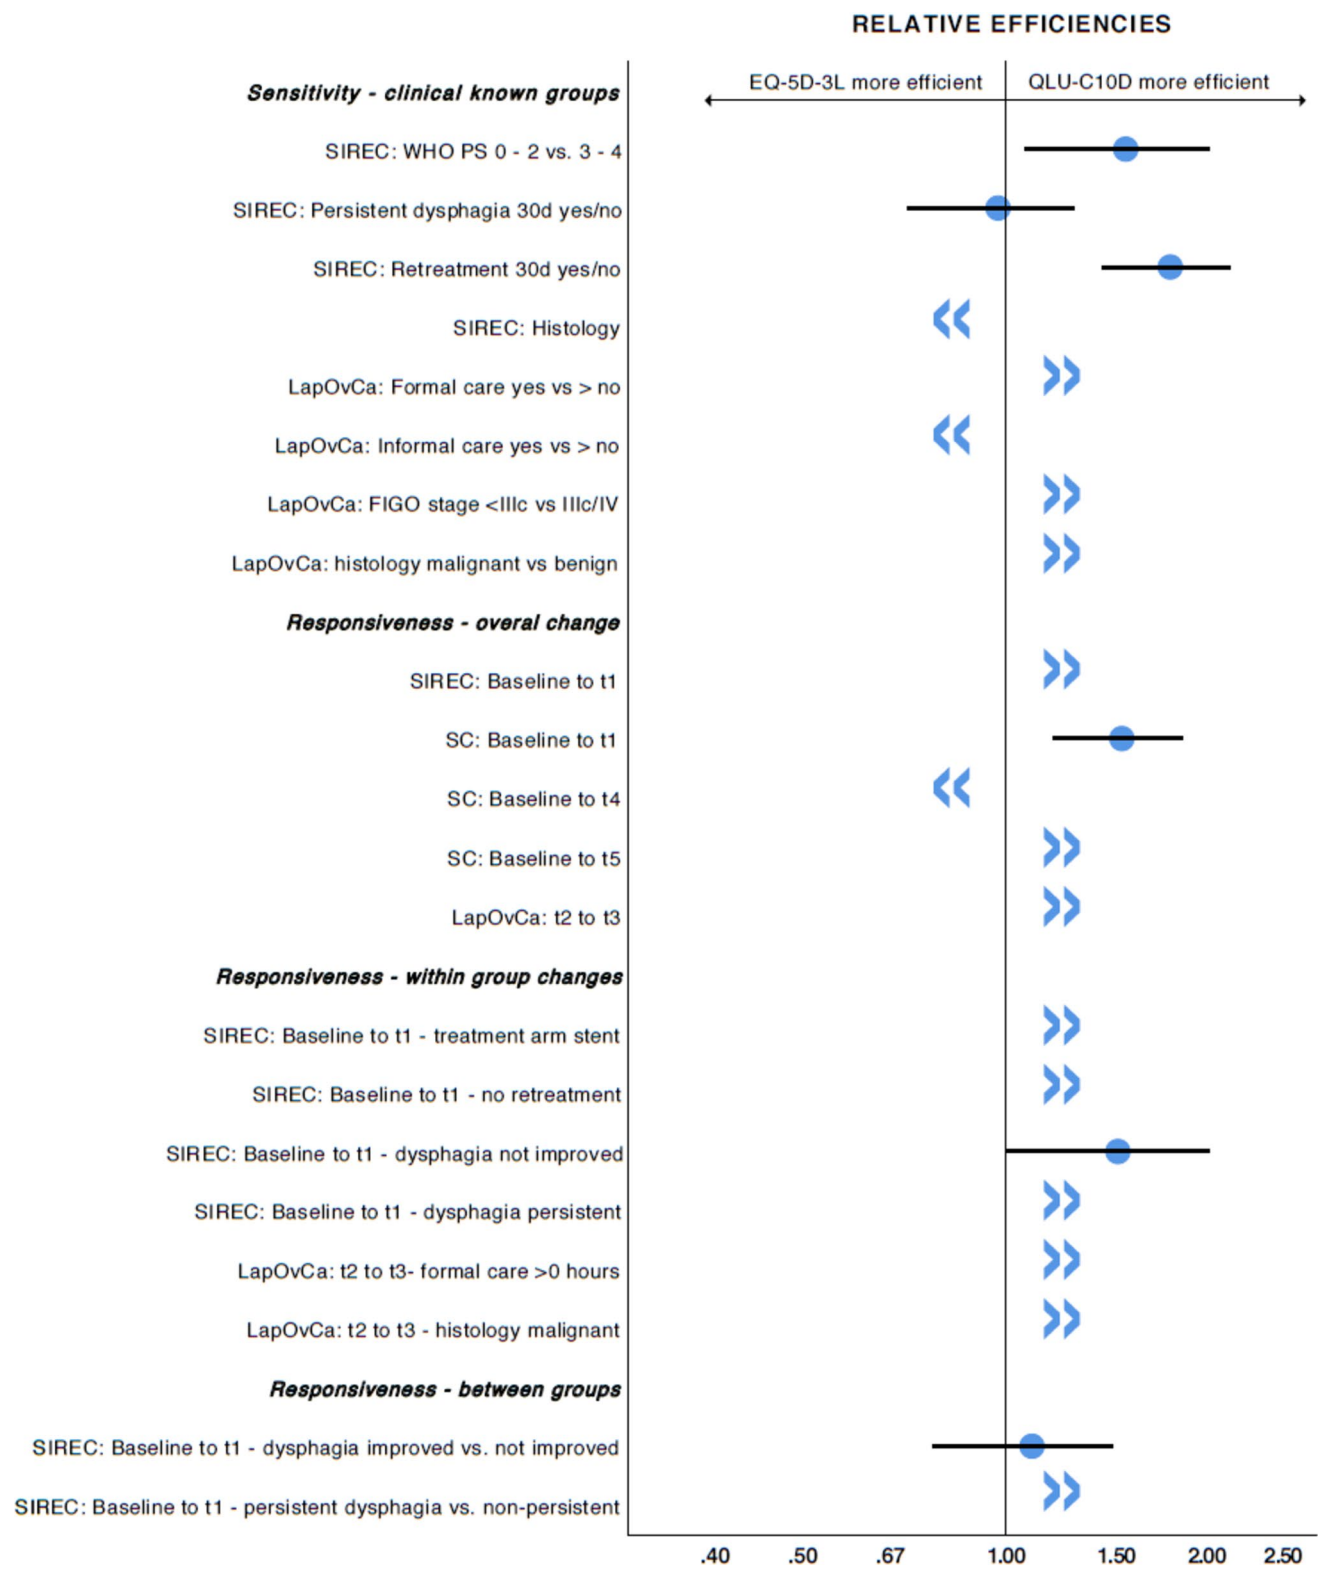 RELATIVE EFFICIENCIES
EQ-5D-3L more efficient QLU-C10D more efficient
Sensitivity - clinical known groups
SIREC: WHO PS 0 - 2 vs. 3 - 4
SIREC: Persistent dysphagia 30d yes/no
SIREC: Retreatment 30d yes/no
SIREC: Histology
LapOvCa: Formal care yes vs > no
LapOvCa: Informal care yes vs > no
LapOvCa: FIGO stage <IIIc vs IIIc/IV
LapOvCa: histology malignant vs benign
Responsiveness - overal change
SIREC: Baseline to t1
SC: Baseline to t1
SC: Baseline to t4
SC: Baseline to t5
LapOvCa: t2 to t3
Responsiveness - within group changes
SIREC: Baseline to t1 - treatment arm stent
SIREC: Baseline to t1 - no retreatment
SIREC: Baseline to t1 - dysphagia not improved
SIREC: Baseline to t1 - dysphagia persistent
LapOvCa: t2 to t3- formal care >0 hours
LapOvCa: t2 to t3 - histology malignant
Responsiveness - between groups
SIREC: Baseline to t1 - dysphagia improved vs. not improved
SIREC: Baseline to t1 - persistent dysphagia vs. non-persistent
.40 .50 .67 1.00 1.50 2.00 2.50